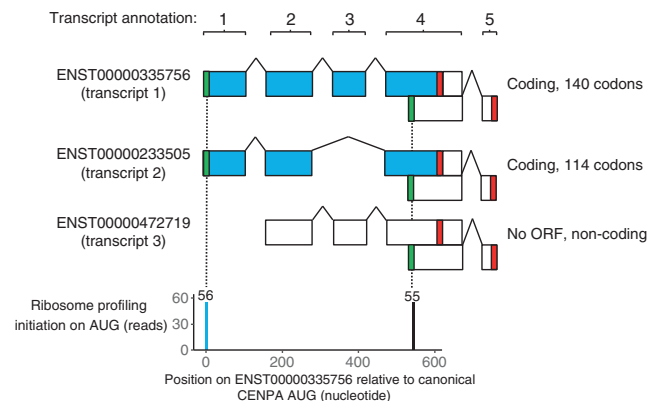 Transcript annotation: 1 2 3 4 5
ENST00000335756
(transcript 1)
Coding, 140 codons
ENST00000233505
(transcript 2)
Coding, 114 codons
ENST00000472719
(transcript 3)
No ORF, non-coding
Ribosome profiling
initiation on AUG (reads)
60
30
0
56
55
0 200 400 600
Position on ENST00000335756 relative to canonical
CENPA AUG (nucleotide)